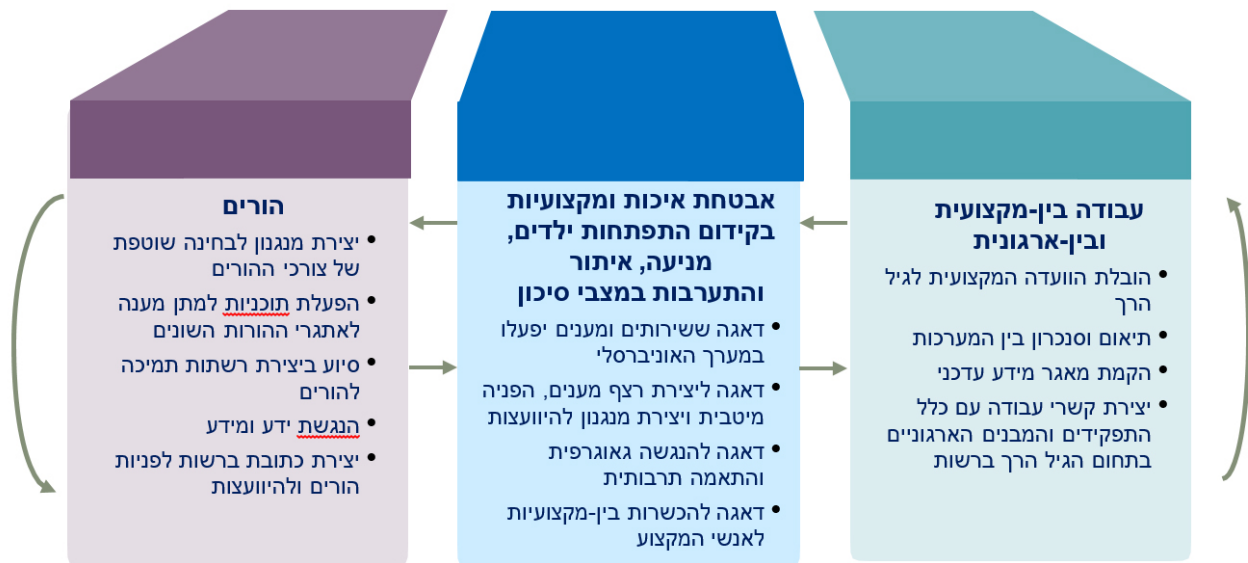 עבודה בין-מקצועית
ובין-ארגונית
• הובלת הוועדה המקצועית לגיל
הרך
• תיאום וסנכרון בין המערכות
• הקמת מאגר מידע עדכני
• יצירת קשרי עבודה עם כלל
התפקידים והמבנים הארגוניים
בתחום הגיל הרך ברשות
אבטחת איכות ומקצועיות
בקידום התפתחות ילדים,
מניעה, איתור
והתערבות במצבי סיכון
• דאגה ששירותים ומענים יפעלו
במערך האוניברסלי
• דאגה ליצירת רצף מענים, הפניה
מיטבית ויצירת מנגנון להיוועצות
• דאגה להנגשה גאוגרפית
והתאמה תרבותית
• דאגה להכשרות בין-מקצועיות
לאנשי המקצוע
הורים
• יצירת מנגנון לבחינה שוטפת
של צורכי ההורים
• הפעלת תוכניות למתן מענה
לאתגרי ההורות השונים
• סיוע ביצירת רשתות תמיכה
להורים
• הנגשת ידע ומידע
• יצירת כתובת ברשות לפניות
הורים ולהיוועצות